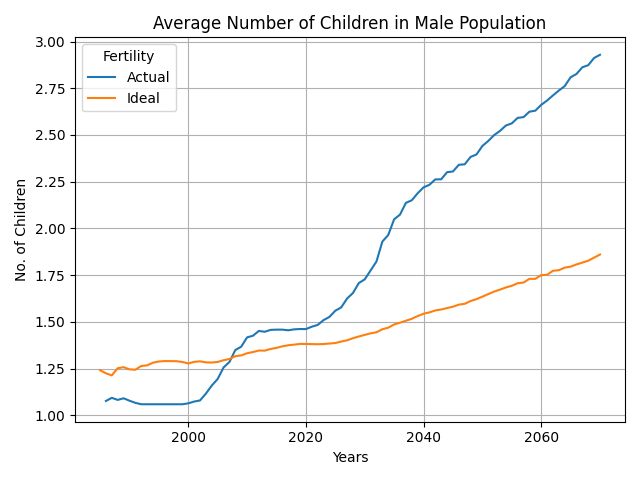 Average Number of Children in Male Population
Fertility
Actual
Ideal
3.00
2.75
2.50
2.25
2.00
1.75
1.50
1.25
1.00
No. of Children
2000
2020
2040
2060
Years